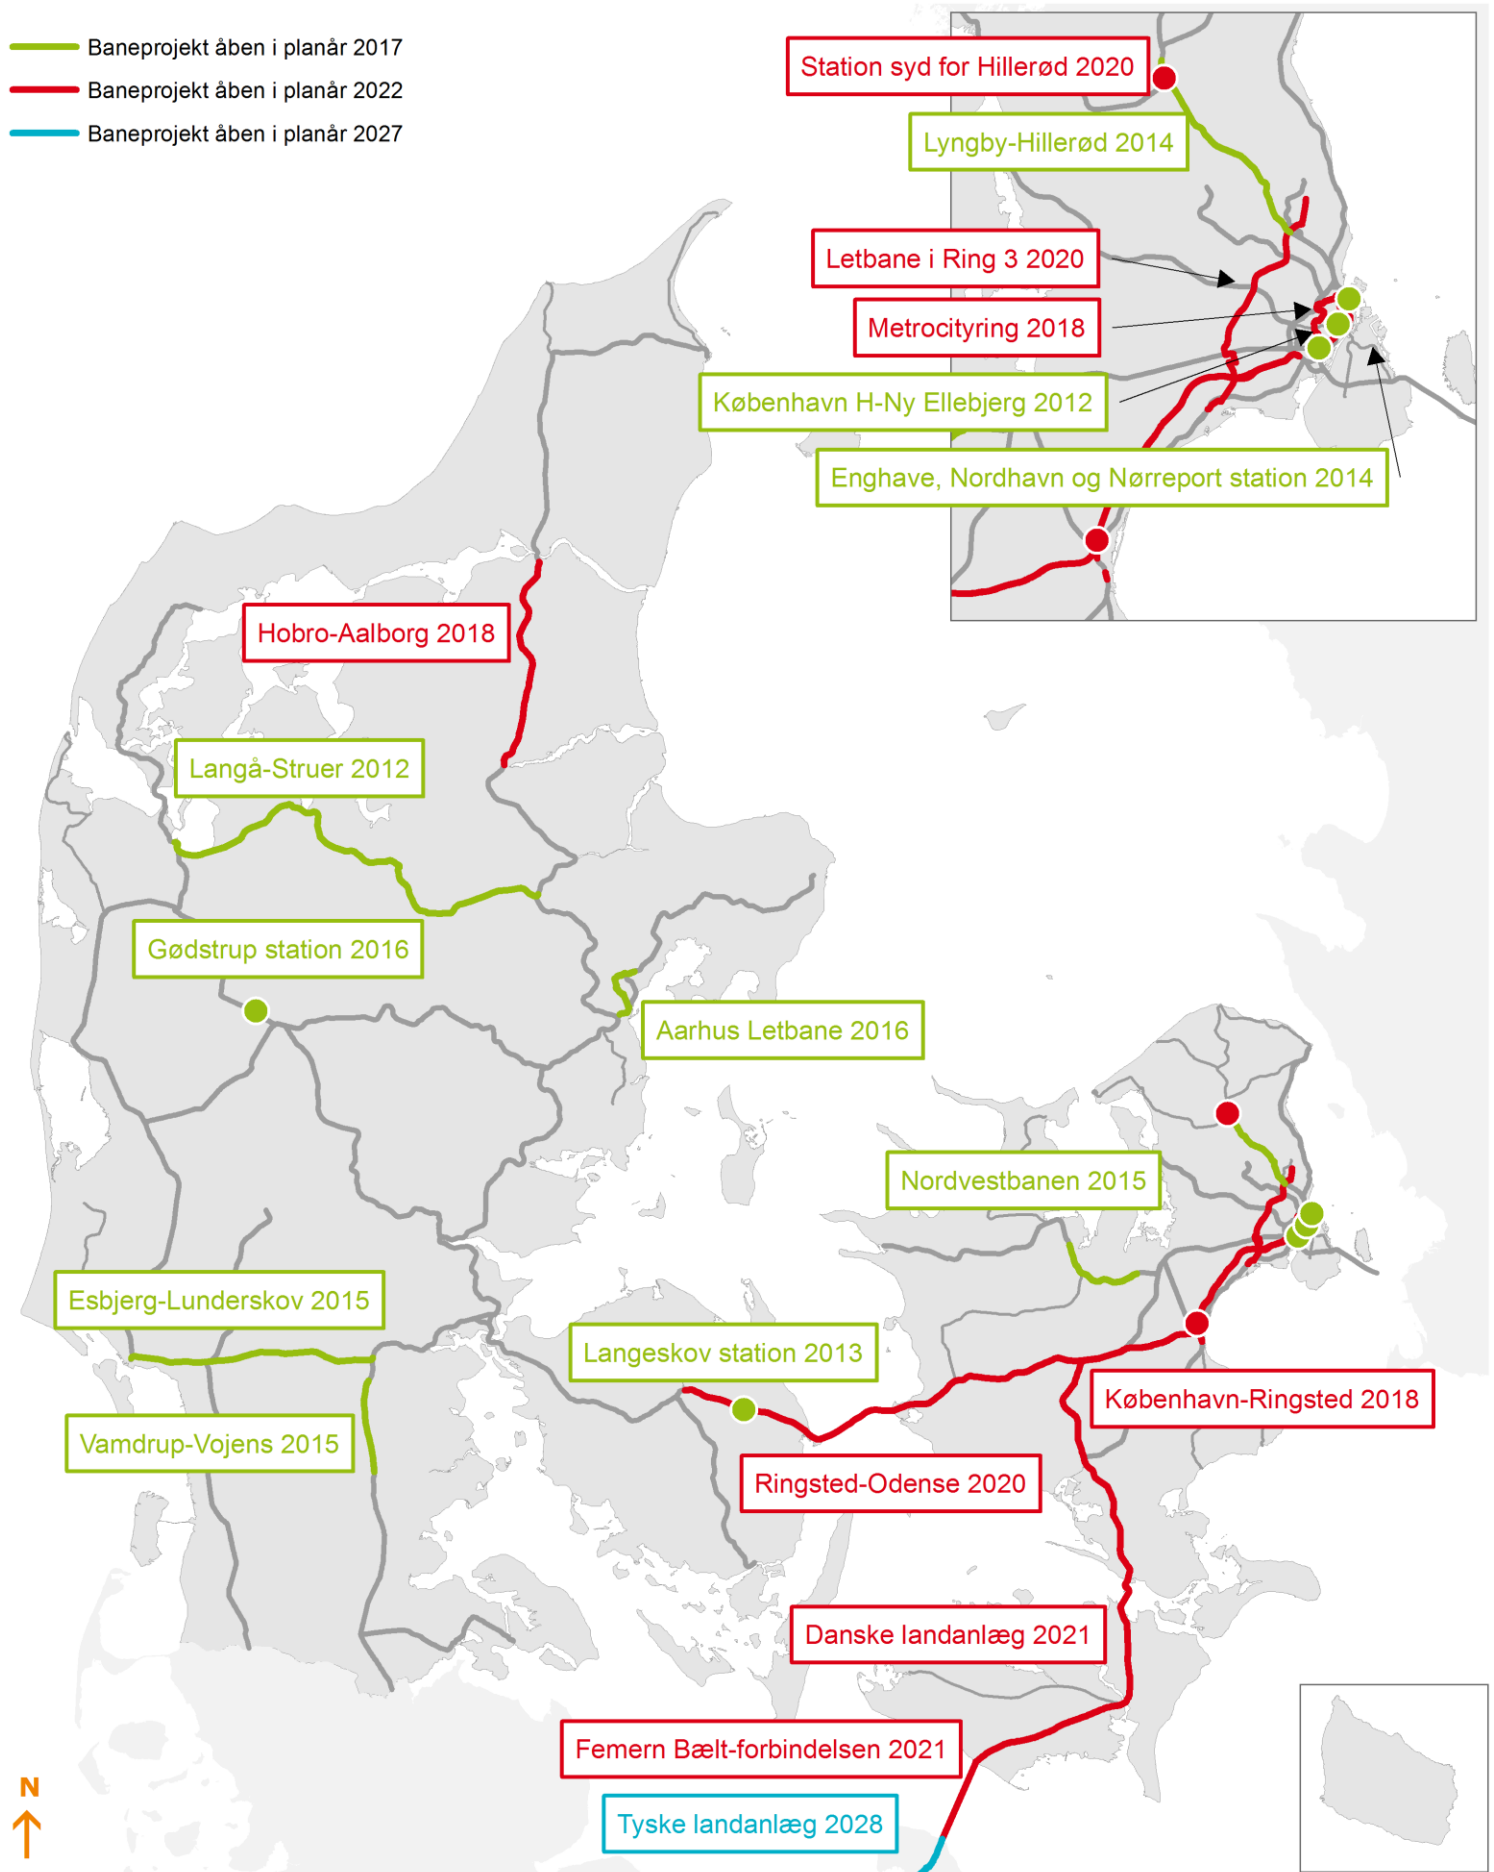 Baneprojekt åben i planår 2017
Baneprojekt åben i planår 2022
Baneprojekt åben i planår 2027
Station syd for Hillerød 2020
Lyngby-Hillerød 2014
Letbane i Ring 3 2020
Metrocityring 2018
København H-Ny Ellebjerg 2012
Enghave, Nordhavn og Nørreport station 2014
Hobro-Aalborg 2018
Langå-Struer 2012
Gødstrup station 2016
Aarhus Letbane 2016
Nordvestbanen 2015
Esbjerg-Lunderskov 2015
Langeskov station 2013
København-Ringsted 2018
Vamdrup-Vojens 2015
Ringsted-Odense 2020
Danske landanlæg 2021
Femern Bælt-forbindelsen 2021
N
Tyske landanlæg 2028